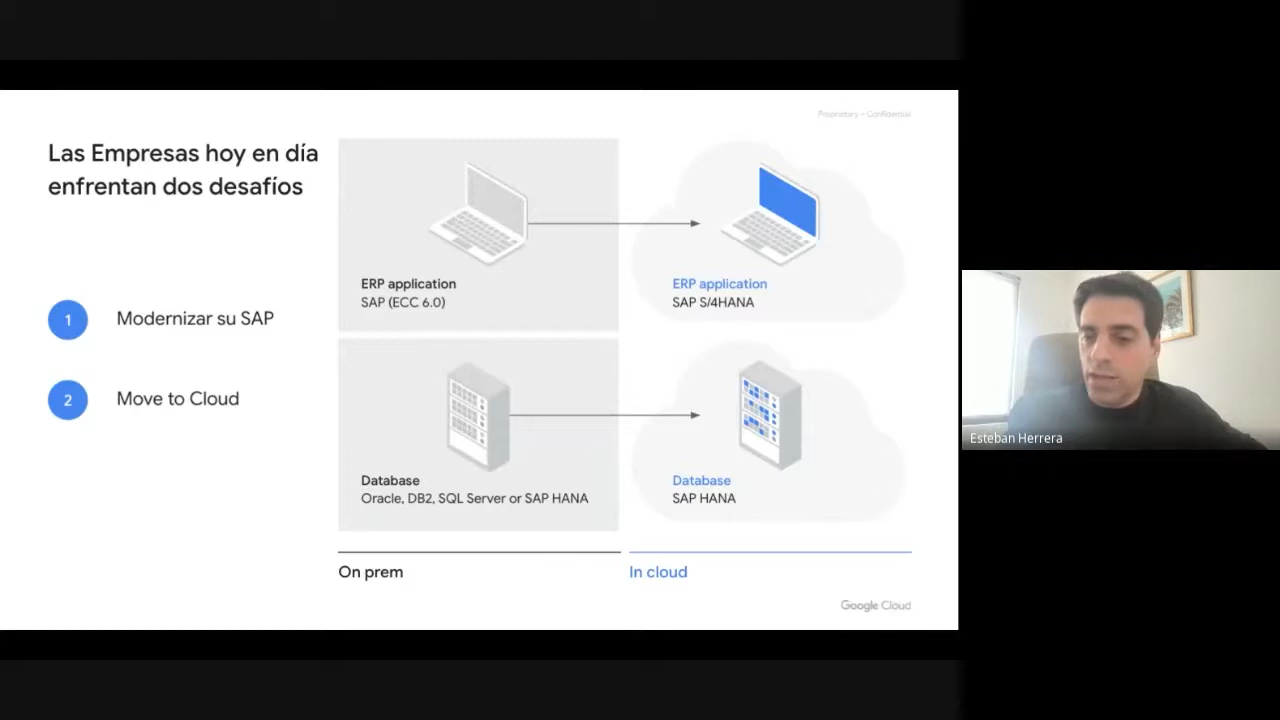 Proprietary + Confidential
Las Empresas hoy en día
enfrentan dos desafíos
1 Modernizar su SAP
2 Move to Cloud
ERP application
SAP (ECC 6.0)
ERP application
SAP S/4HANA
Database
Oracle, DB2, SQL Server or SAP HANA
Database
SAP HANA
On prem
In cloud
Google Cloud
Esteban Herrera